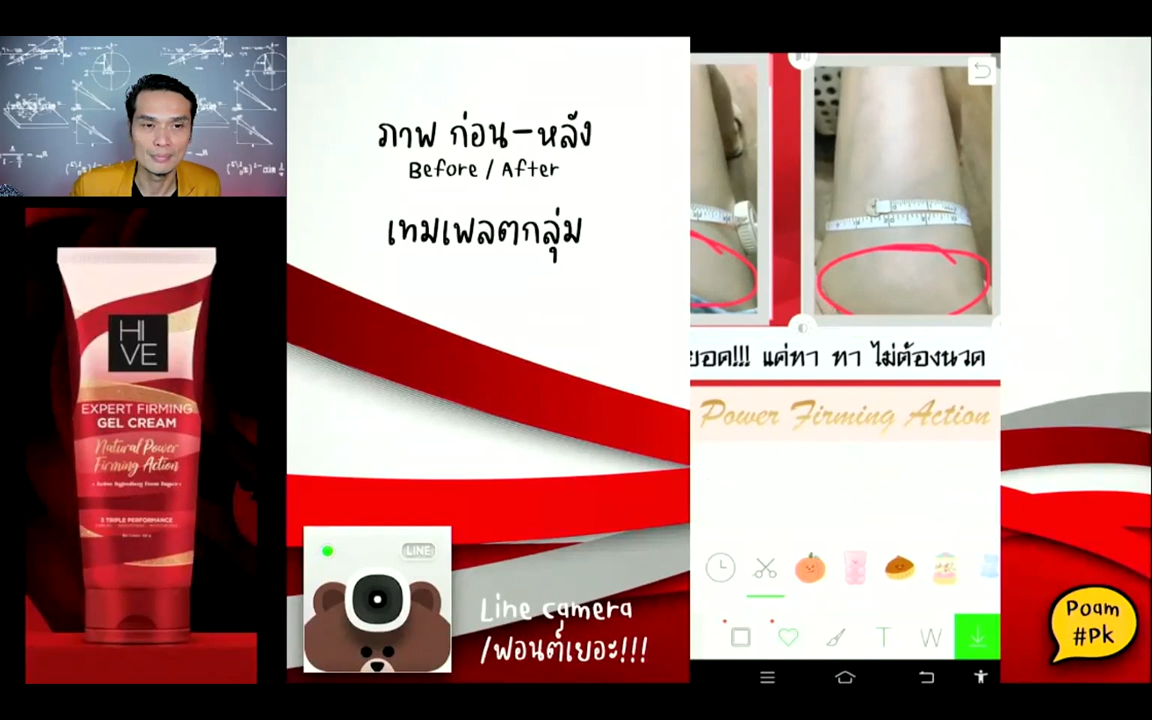 HI
VE
EXPERT FIRMING
GEL CREAM
Natural Power
Firming Action
3 TRIPLE PERFORMANCE
ภาพ ก่อน-หลัง
Before / After
เทมเพลตกลุ่ม
LINE
Line camera
/ฟอนต์เยอะ!!!
ยอด!!! แค่ทา ทา ไม่ต้องนวด
Power Firming Action
T
W
Poam
#Pk